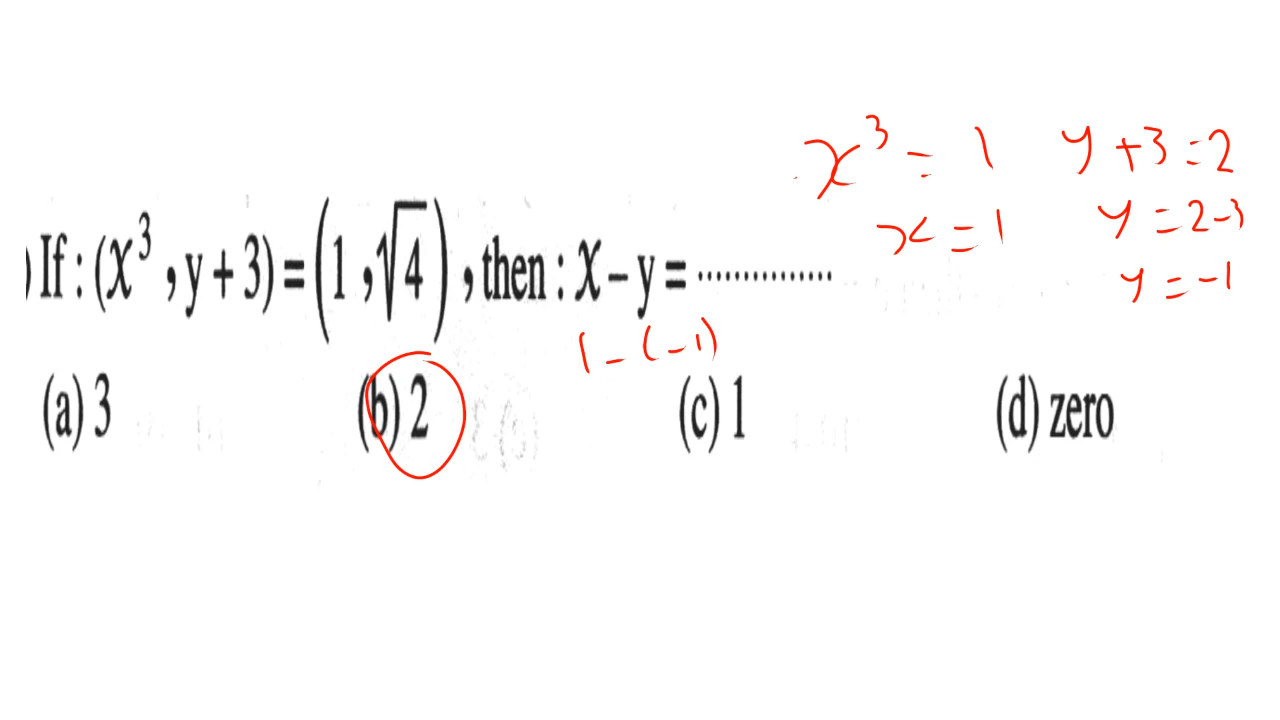 x³ = 1 y + 3 = 2
x = 1 y = 2 - 3
y = -1
) If : (x³ , y + 3) = (1 , √4) , then : x – y = ...............
1 - (-1)
(a) 3 (b) 2 (c) 1 (d) zero